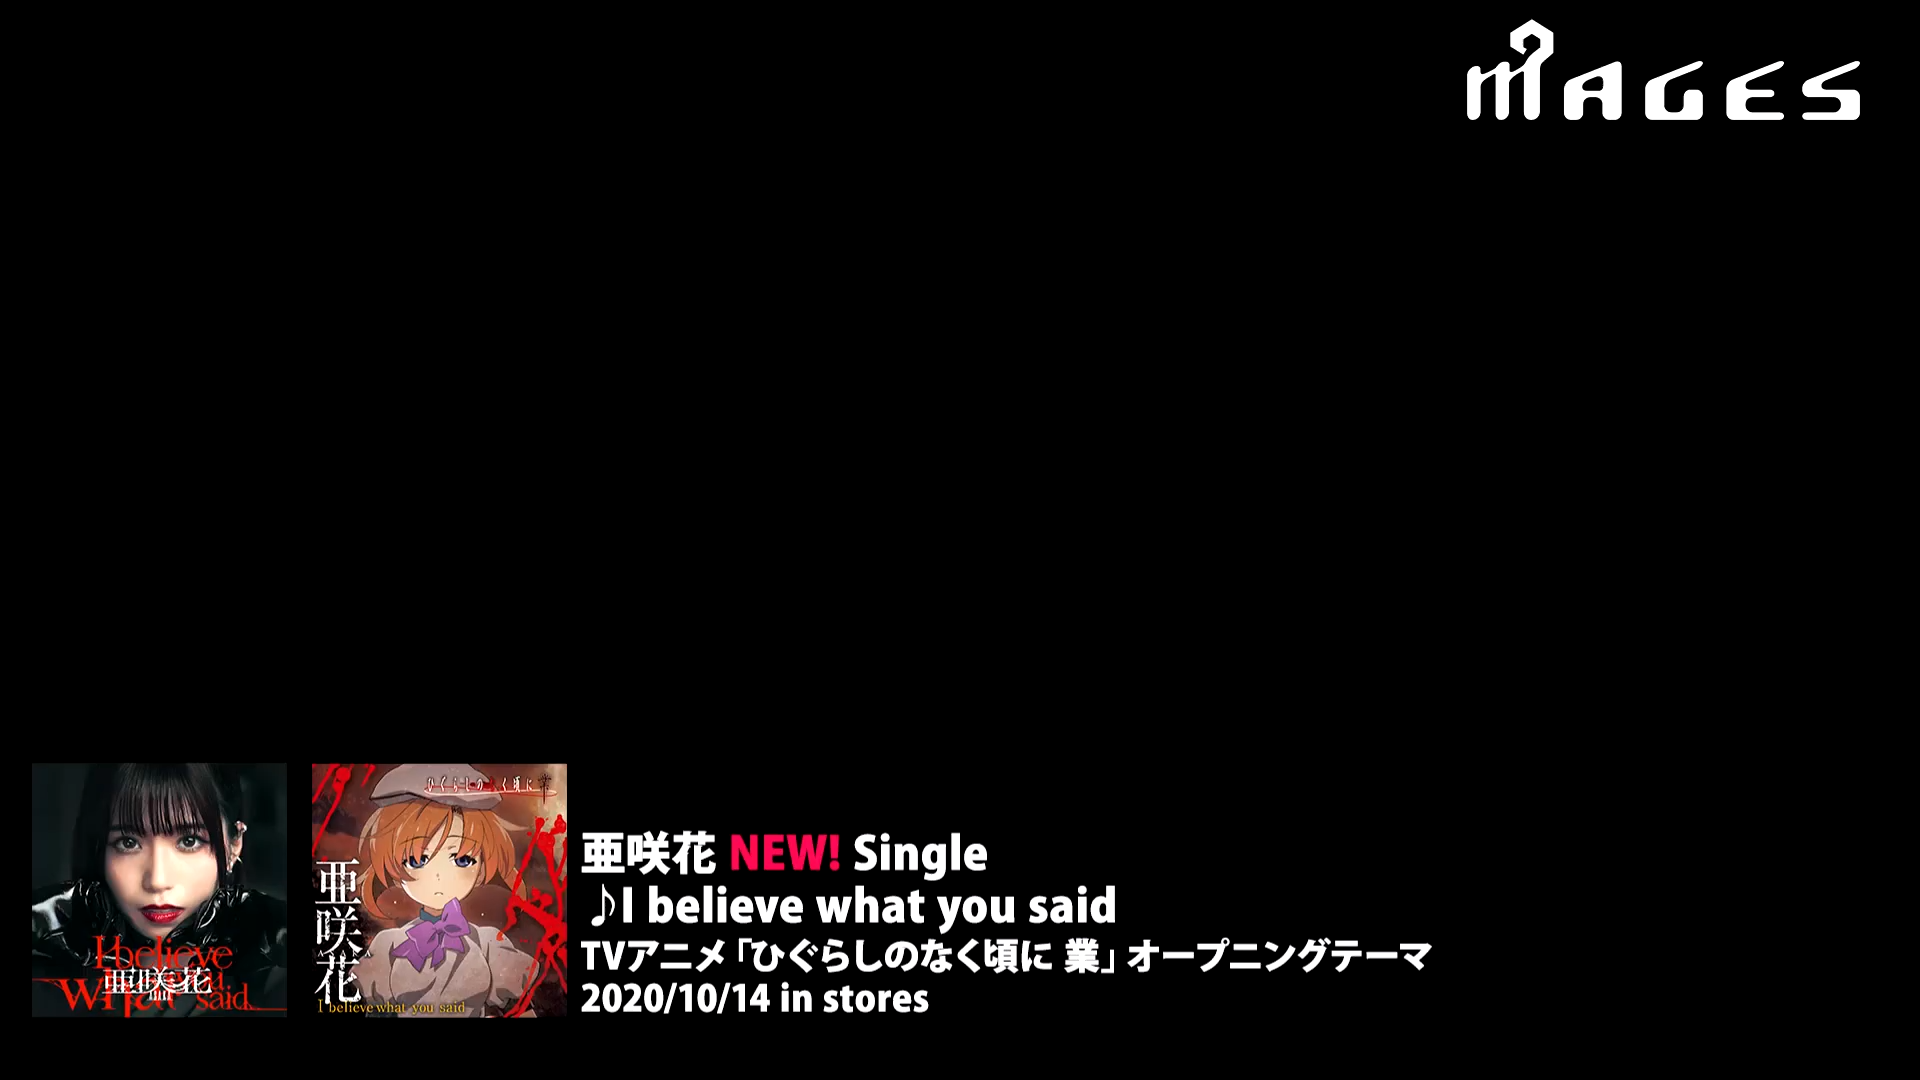 MAGES
亜咲花 NEW! Single
♪I believe what you said
TVアニメ「ひぐらしのなく頃に 業」オープニングテーマ
2020/10/14 in stores
I believe
what you
said
亜咲花
ひぐらしのなく頃に 業
亜咲花
I believe what you said